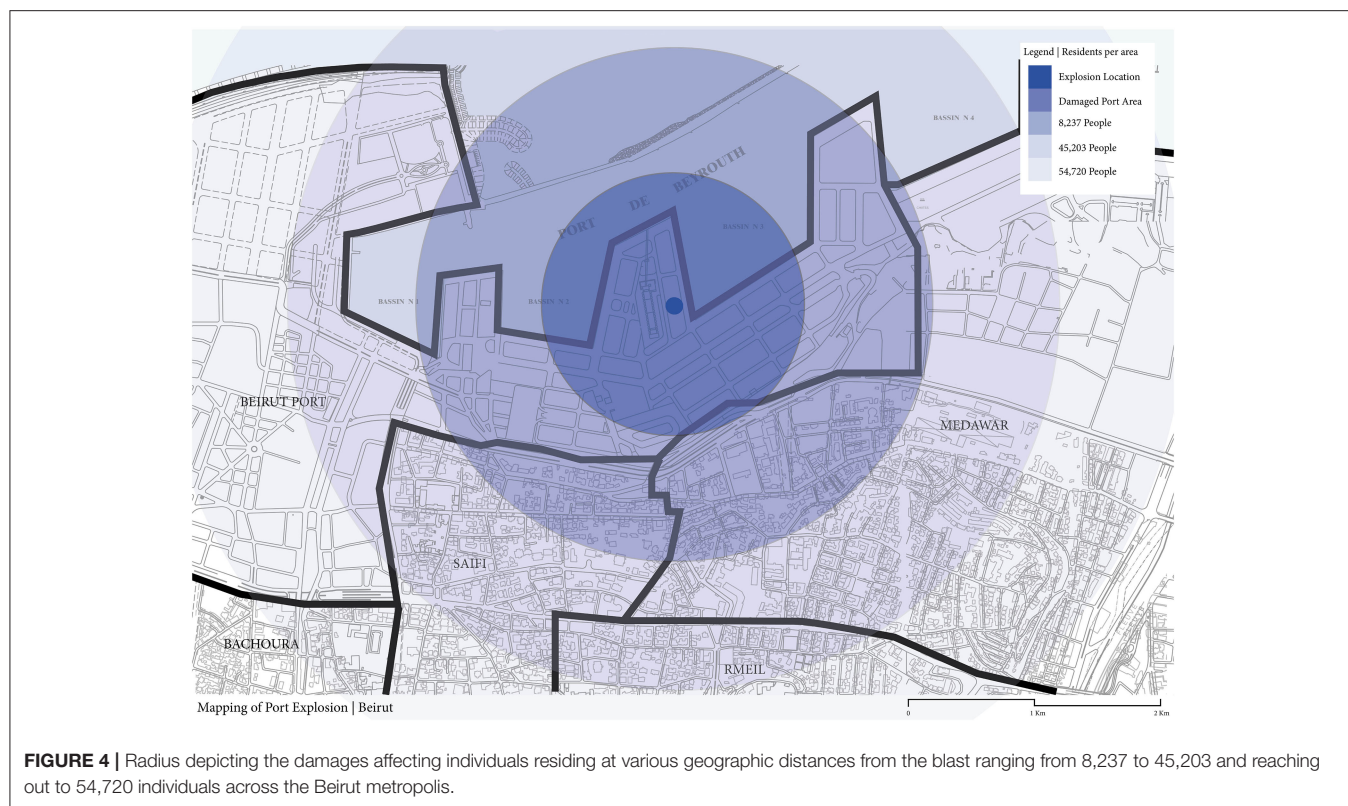 Legend | Residents per area
Explosion Location
Damaged Port Area
8,237 People
45,203 People
54,720 People
BASSIN N 4
PORT DE BEYROUTH
BASSIN N 3
BASSIN N 1
BASSIN N 2
BEIRUT PORT
MEDAWAR
SAIFI
BACHOURA
RMEIL
Mapping of Port Explosion | Beirut
0 1 Km 2 Km
FIGURE 4 | Radius depicting the damages affecting individuals residing at various geographic distances from the blast ranging from 8,237 to 45,203 and reaching
out to 54,720 individuals across the Beirut metropolis.